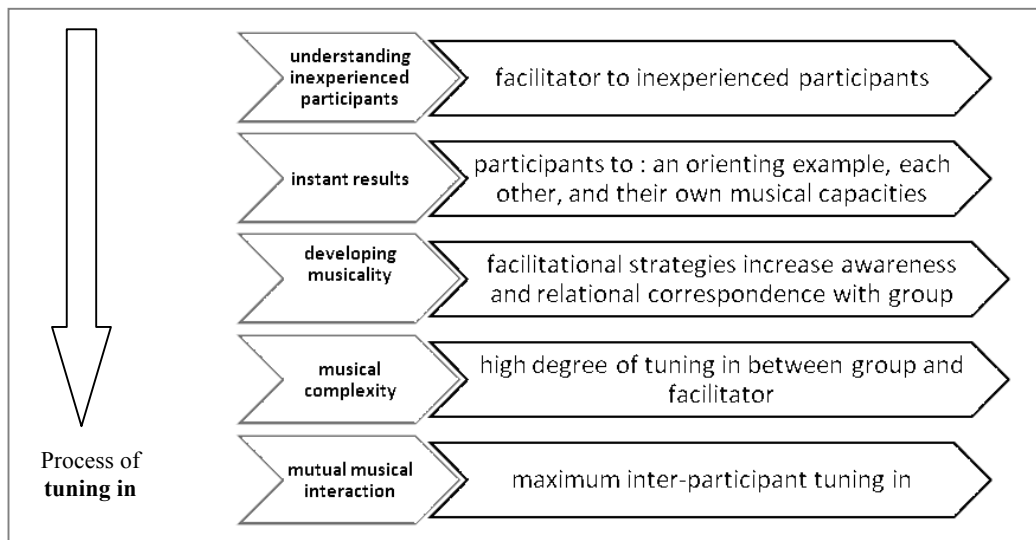 understanding
inexperienced
participants
facilitator to inexperienced participants
instant results
participants to : an orienting example, each
other, and their own musical capacities
developing
musicality
facilitational strategies increase awareness
and relational correspondence with group
musical
complexity
high degree of tuning in between group and
facilitator
mutual musical
interaction
maximum inter-participant tuning in
Process of
tuning in